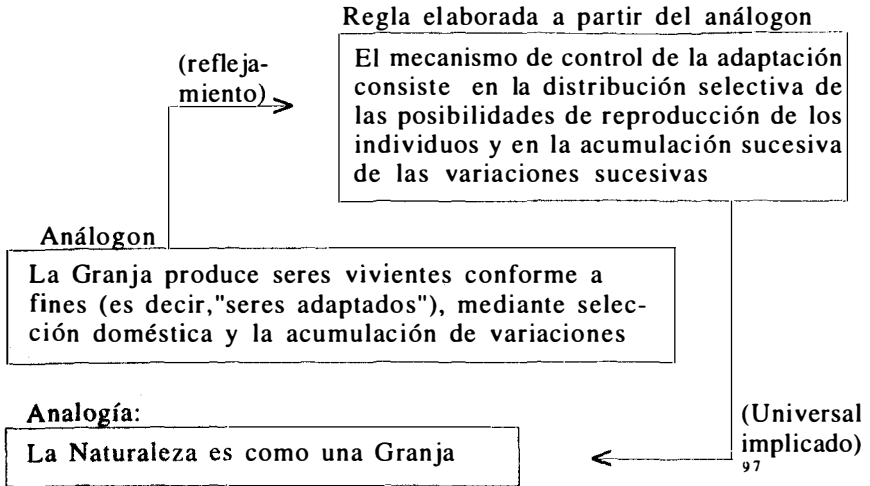 Regla elaborada a partir del análogon
(refleja-
miento)
El mecanismo de control de la adaptación
consiste en la distribución selectiva de
las posibilidades de reproducción de los
individuos y en la acumulación sucesiva
de las variaciones sucesivas
Análogon
La Granja produce seres vivientes conforme a
fines (es decir,"seres adaptados"), mediante selec-
ción doméstica y la acumulación de variaciones
Analogía:
La Naturaleza es como una Granja
(Universal
implicado)
97